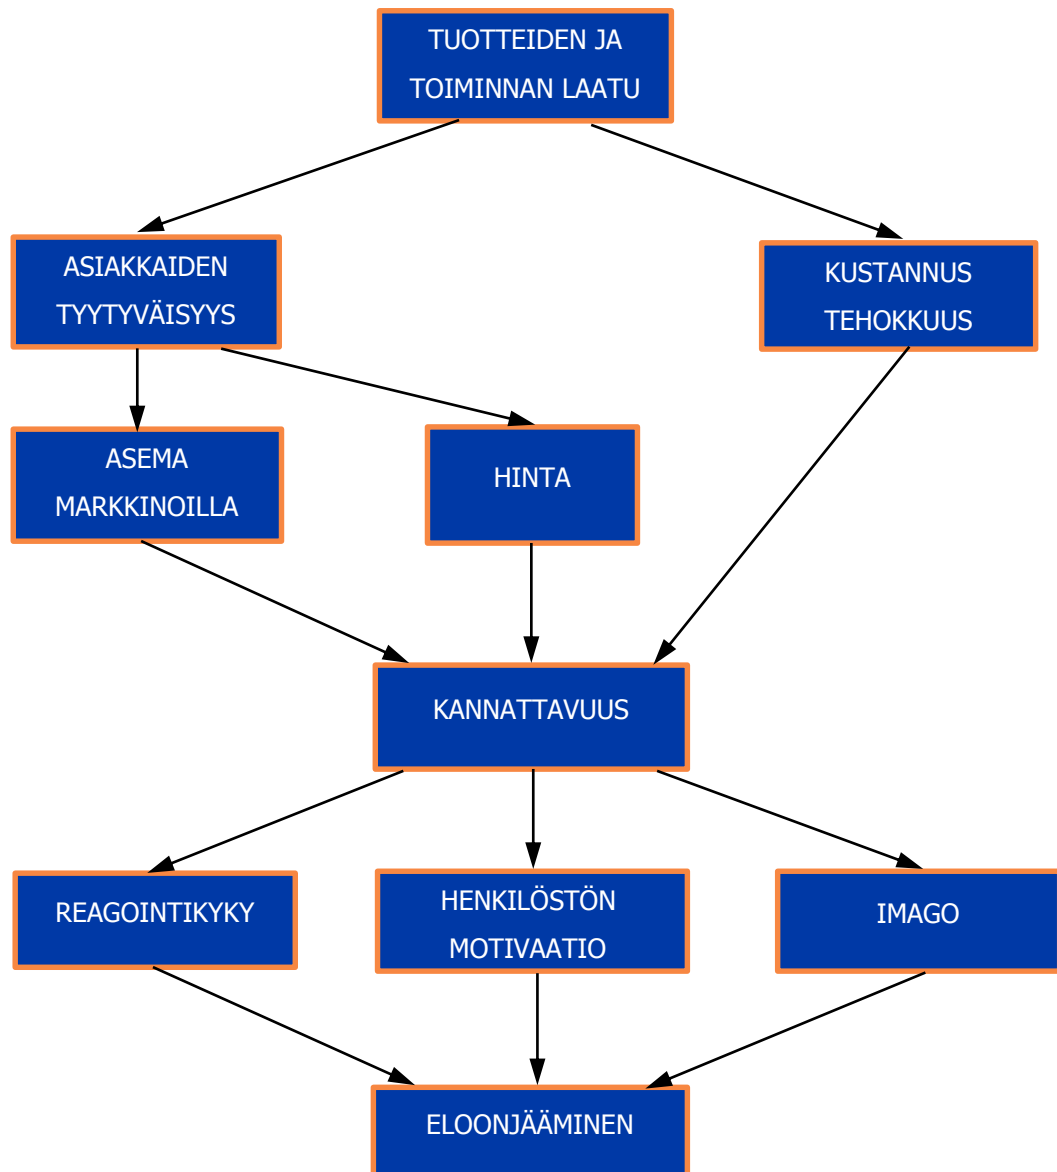 TUOTTEIDEN JA
TOIMINNAN LAATU
ASIAKKAIDEN
TYYTYVÄISYYS
KUSTANNUS
TEHOKKUUS
ASEMA
MARKKINOILLA
HINTA
KANNATTAVUUS
REAGOINTIKYKY
HENKILÖSTÖN
MOTIVAATIO
IMAGO
ELOONJÄÄMINEN